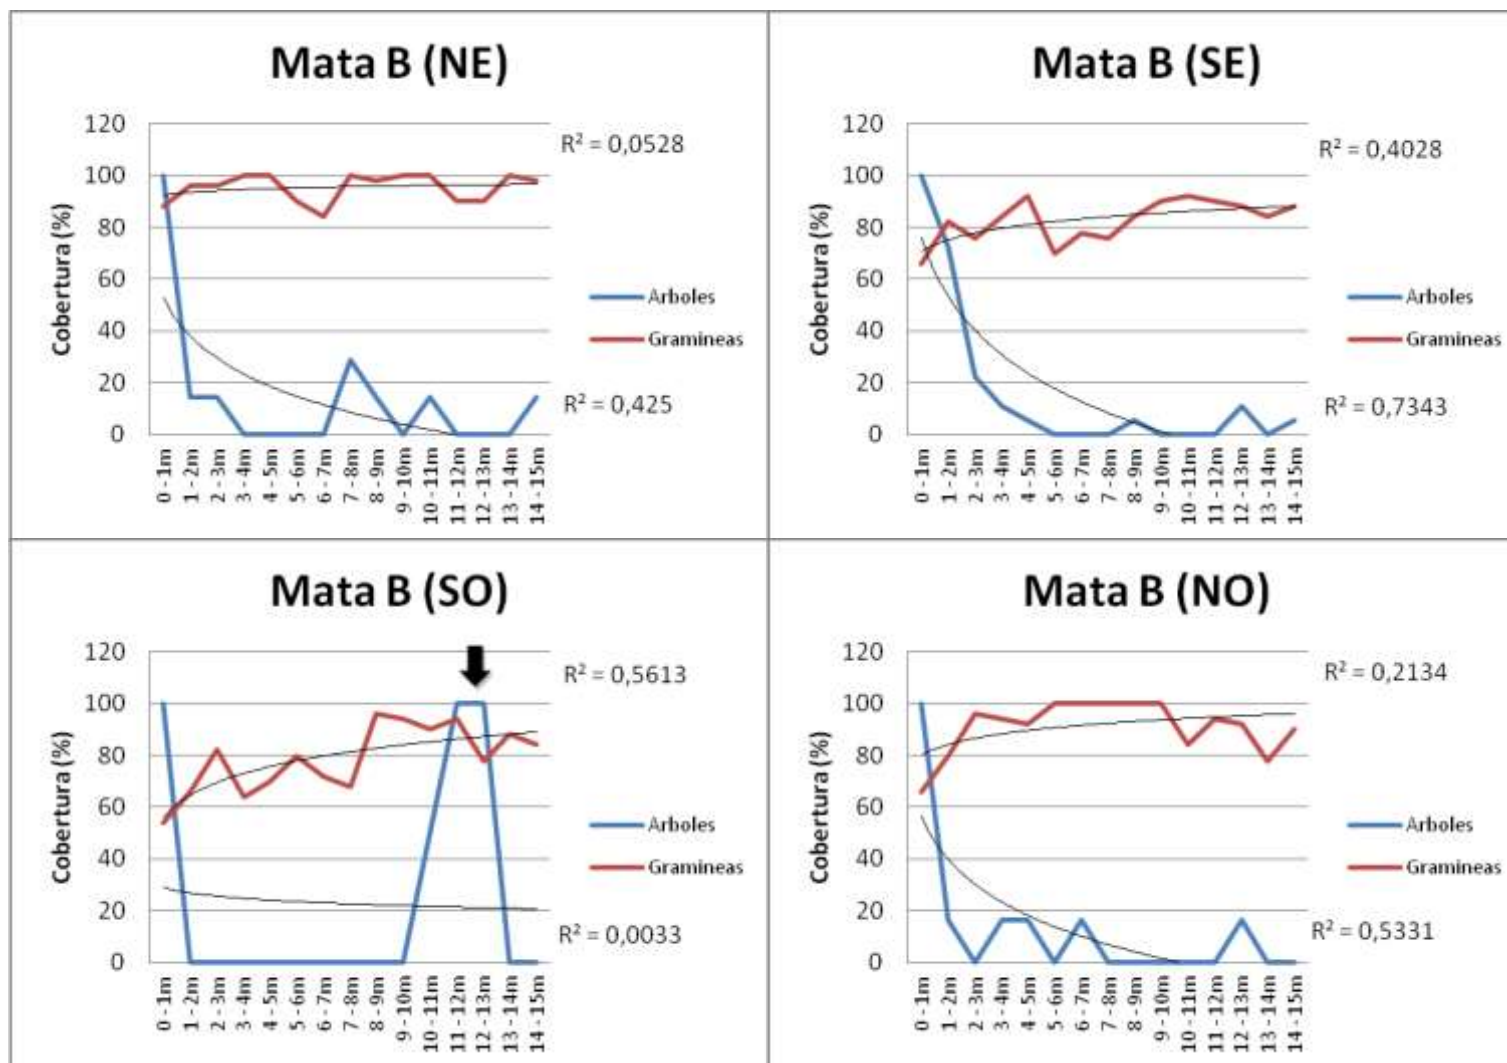 Mata B (NE)
Cobertura (%)
120
100
80
60
40
20
0
0 - 1m
1 - 2m
2 - 3m
3 - 4m
4 - 5m
5 - 6m
6 - 7m
7 - 8m
8 - 9m
9 - 10m
10 - 11m
11 - 12m
12 - 13m
13 - 14m
14 - 15m
R² = 0,0528
Arboles
Gramineas
R² = 0,425
Mata B (SE)
Cobertura (%)
120
100
80
60
40
20
0
0 - 1m
1 - 2m
2 - 3m
3 - 4m
4 - 5m
5 - 6m
6 - 7m
7 - 8m
8 - 9m
9 - 10m
10 - 11m
11 - 12m
12 - 13m
13 - 14m
14 - 15m
R² = 0,4028
Arboles
Gramineas
R² = 0,7343
Mata B (SO)
Cobertura (%)
120
100
80
60
40
20
0
0 - 1m
1 - 2m
2 - 3m
3 - 4m
4 - 5m
5 - 6m
6 - 7m
7 - 8m
8 - 9m
9 - 10m
10 - 11m
11 - 12m
12 - 13m
13 - 14m
14 - 15m
R² = 0,5613
Arboles
Gramineas
R² = 0,0033
Mata B (NO)
Cobertura (%)
120
100
80
60
40
20
0
0 - 1m
1 - 2m
2 - 3m
3 - 4m
4 - 5m
5 - 6m
6 - 7m
7 - 8m
8 - 9m
9 - 10m
10 - 11m
11 - 12m
12 - 13m
13 - 14m
14 - 15m
R² = 0,2134
Arboles
Gramineas
R² = 0,5331